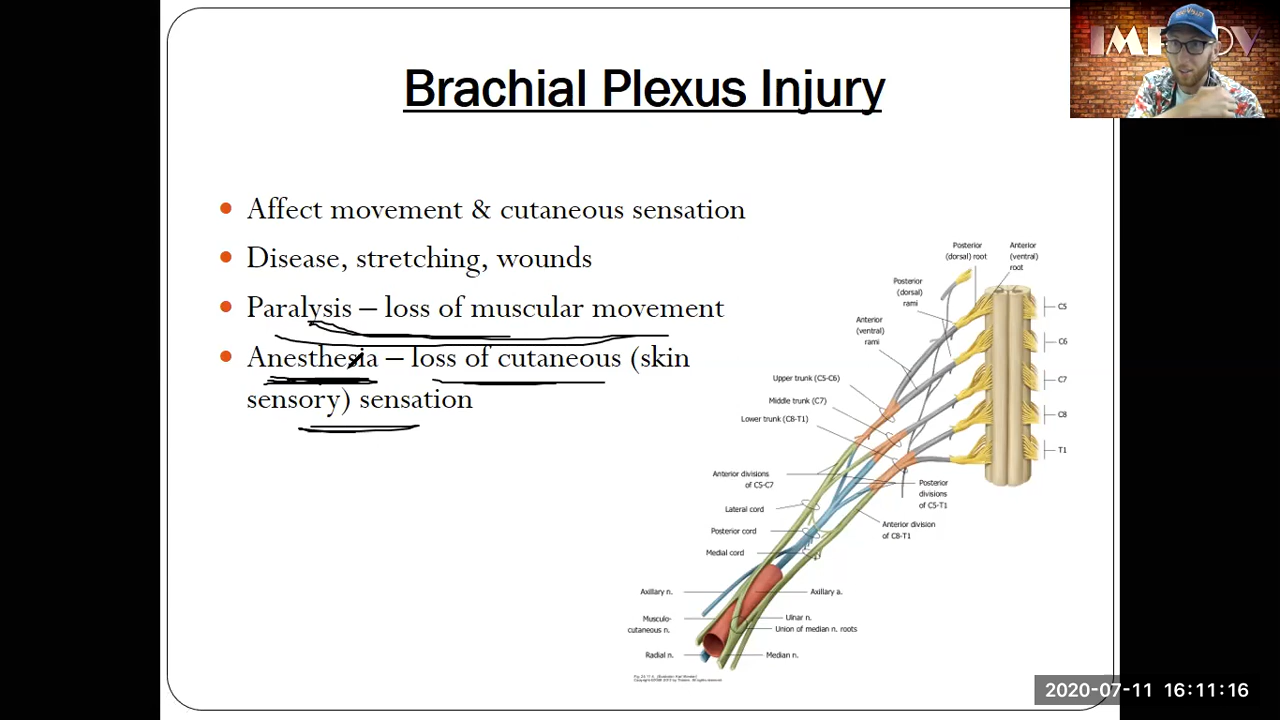 Brachial Plexus Injury
Affect movement & cutaneous sensation
Disease, stretching, wounds
Paralysis – loss of muscular movement
Anesthesia – loss of cutaneous (skin
sensory) sensation
Posterior
(dorsal) root
Anterior
(ventral)
root
Posterior
(dorsal)
rami
Anterior
(ventral)
rami
C5
C6
C7
C8
T1
Upper trunk (C5-C6)
Middle trunk (C7)
Lower trunk (C8-T1)
Anterior divisions
of C5-C7
Posterior
divisions
of C5-T1
Lateral cord
Anterior division
of C8-T1
Posterior cord
Medial cord
Axillary n.
Axillary a.
Musculo-
cutaneous n.
Ulnar n.
Union of median n. roots
Radial n.
Median n.
2020-07-11 16:11:16